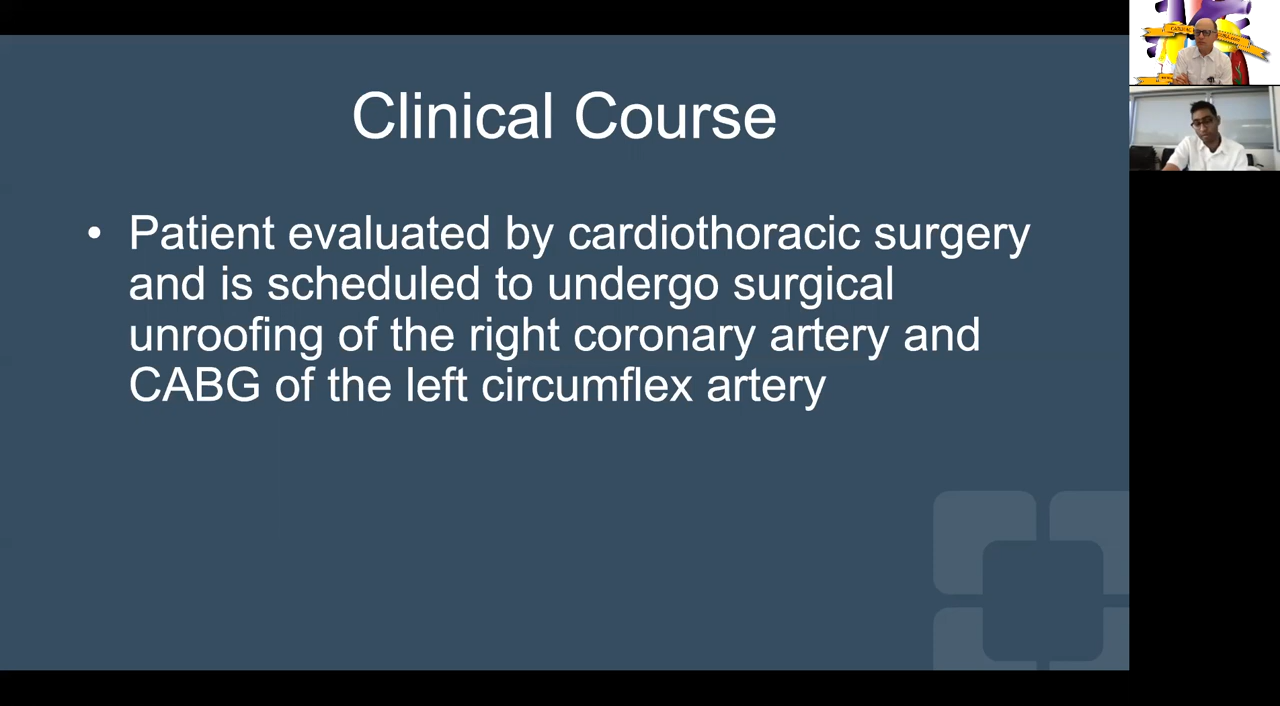 Clinical Course
• Patient evaluated by cardiothoracic surgery
and is scheduled to undergo surgical
unroofing of the right coronary artery and
CABG of the left circumflex artery